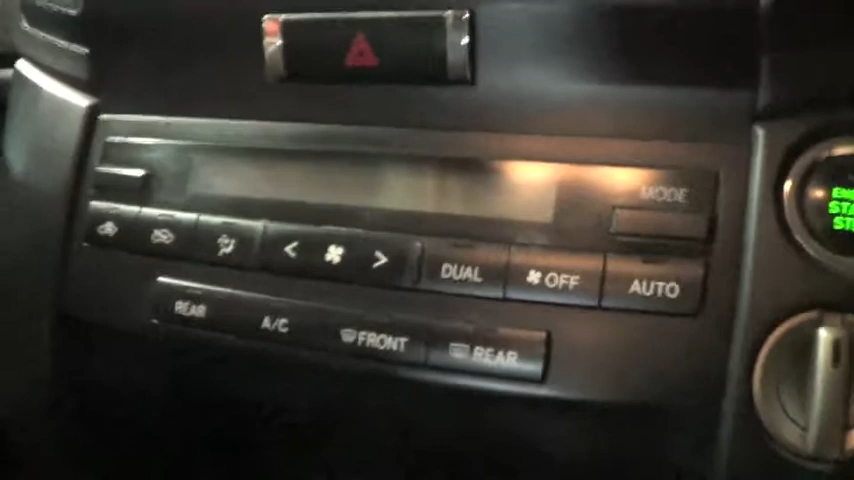 MODE
< >
DUAL
OFF
AUTO
REAR
A/C
FRONT
REAR